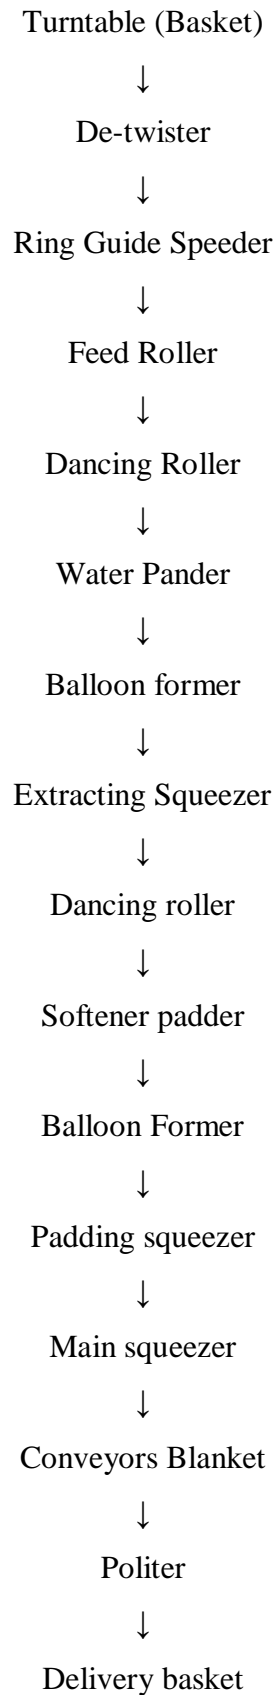 Turntable (Basket)
↓
De-twister
↓
Ring Guide Speeder
↓
Feed Roller
↓
Dancing Roller
↓
Water Pander
↓
Balloon former
↓
Extracting Squeezer
↓
Dancing roller
↓
Softener padder
↓
Balloon Former
↓
Padding squeezer
↓
Main squeezer
↓
Conveyors Blanket
↓
Politer
↓
Delivery basket